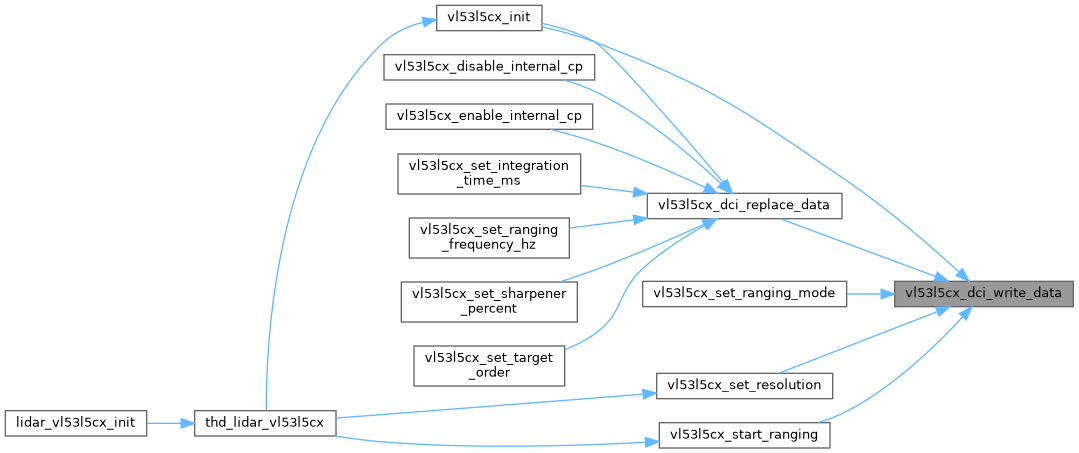 vl53l5cx_init
vl53l5cx_disable_internal_cp
vl53l5cx_enable_internal_cp
vl53l5cx_set_integration
_time_ms
vl53l5cx_dci_replace_data
vl53l5cx_set_ranging
_frequency_hz
vl53l5cx_set_sharpener
_percent
vl53l5cx_set_ranging_mode
vl53l5cx_dci_write_data
vl53l5cx_set_target
_order
vl53l5cx_set_resolution
lidar_vl53l5cx_init
thd_lidar_vl53l5cx
vl53l5cx_start_ranging